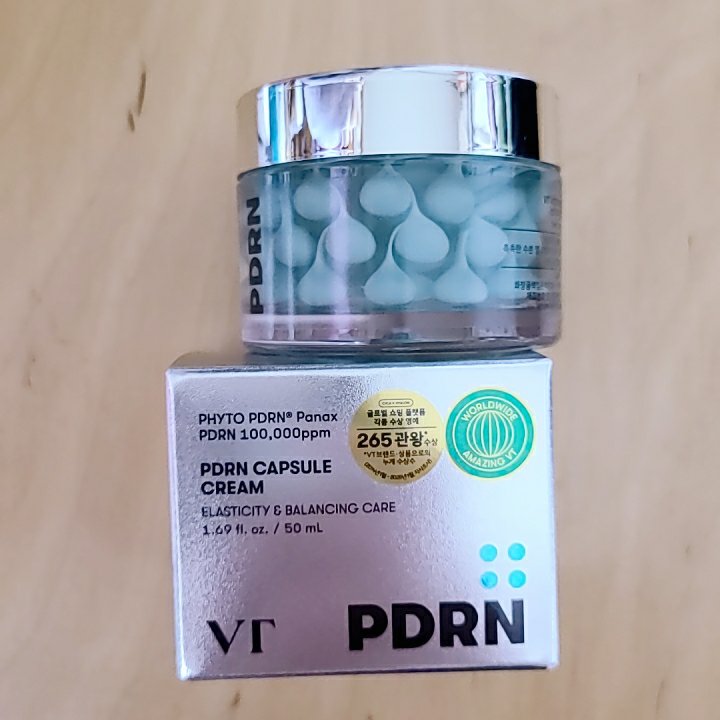 PDRN
PHYTO PDRN® Panax
PDRN 100,000ppm
PDRN CAPSULE
CREAM
ELASTICITY & BALANCING CARE
1.69 fl. oz. / 50 mL
글로벌 쇼핑 플랫폼
각종 수상 영예
265관왕* 수상
*VT브랜드·상품으로의
누계 수상수
WORLDWIDE
AMAZING VT
VT
PDRN